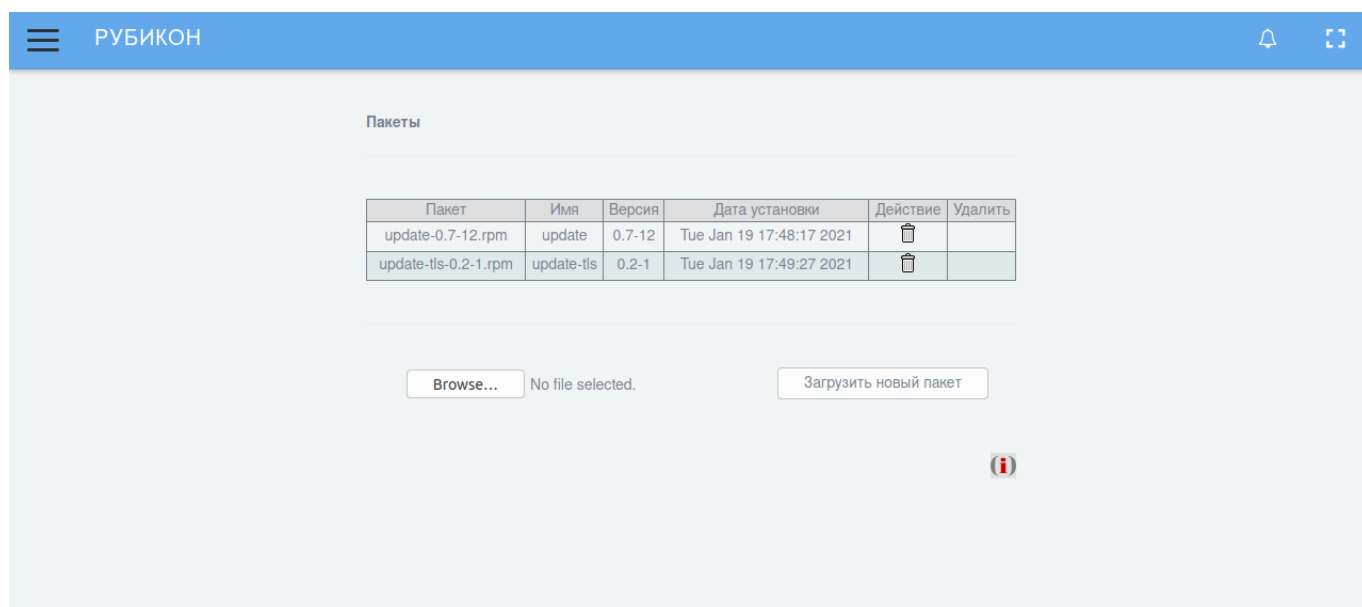 РУБИКОН
Пакеты
Пакет Имя Версия Дата установки Действие Удалить
update-0.7-12.rpm update 0.7-12 Tue Jan 19 17:48:17 2021
update-tls-0.2-1.rpm update-tls 0.2-1 Tue Jan 19 17:49:27 2021
Browse... No file selected. Загрузить новый пакет
(i)